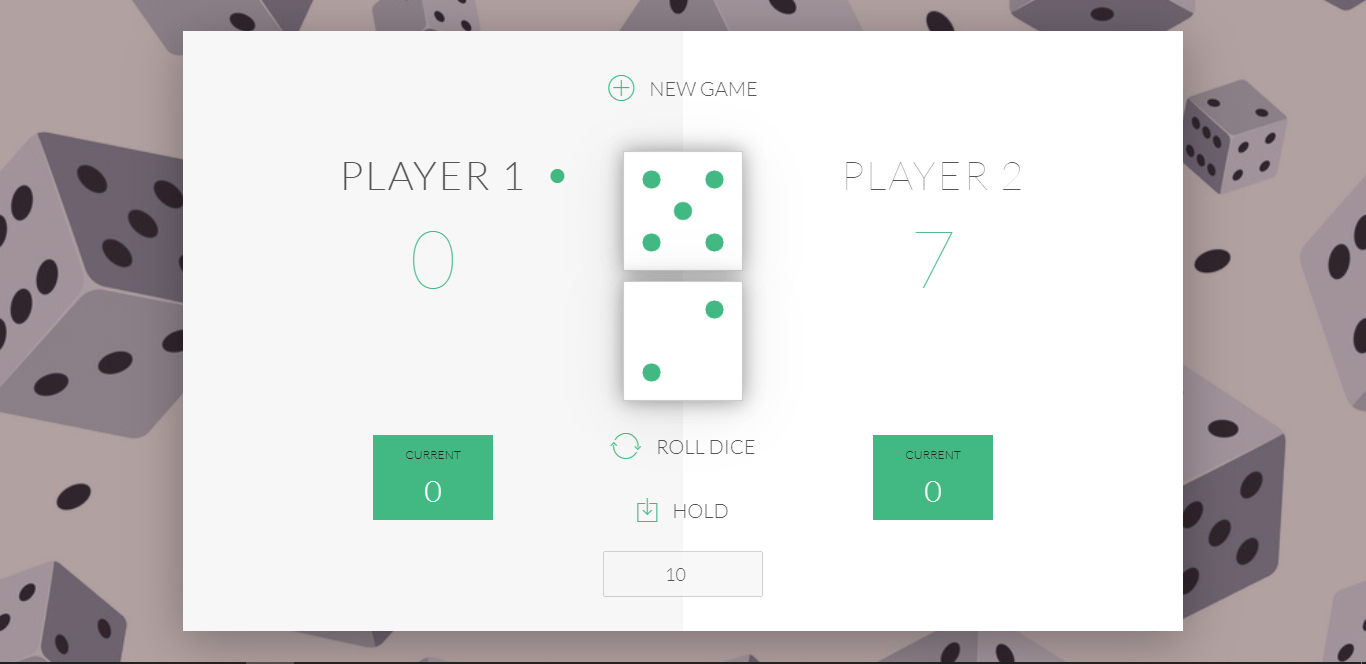 NEW GAME
PLAYER 1
0
PLAYER 2
7
CURRENT
0
CURRENT
0
ROLL DICE
HOLD
10